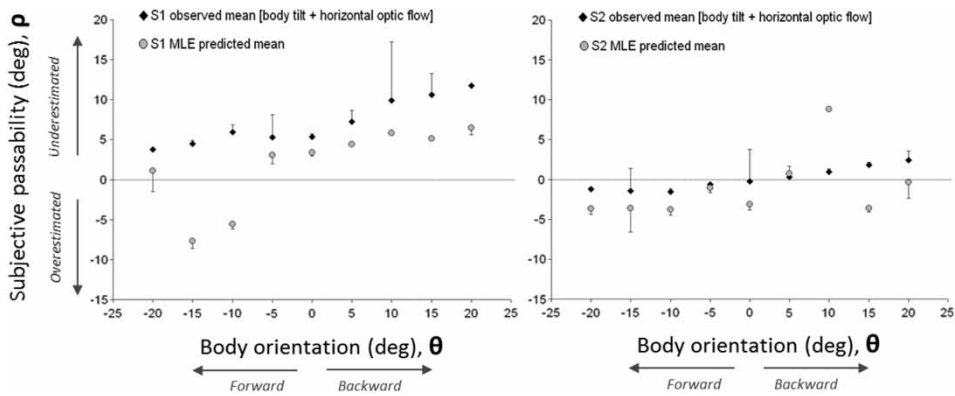 Subjective passability (deg), ρ
Underestimated
Overestimated
S1 observed mean [body tilt + horizontal optic flow]
S1 MLE predicted mean
20
15
10
5
0
-5
-10
-15
-25 -20 -15 -10 -5 0 5 10 15 20 25
Body orientation (deg), θ
Forward Backward
S2 observed mean [body tilt + horizontal optic flow]
S2 MLE predicted mean
20
15
10
5
0
-5
-10
-15
-25 -20 -15 -10 -5 0 5 10 15 20 25
Body orientation (deg), θ
Forward Backward